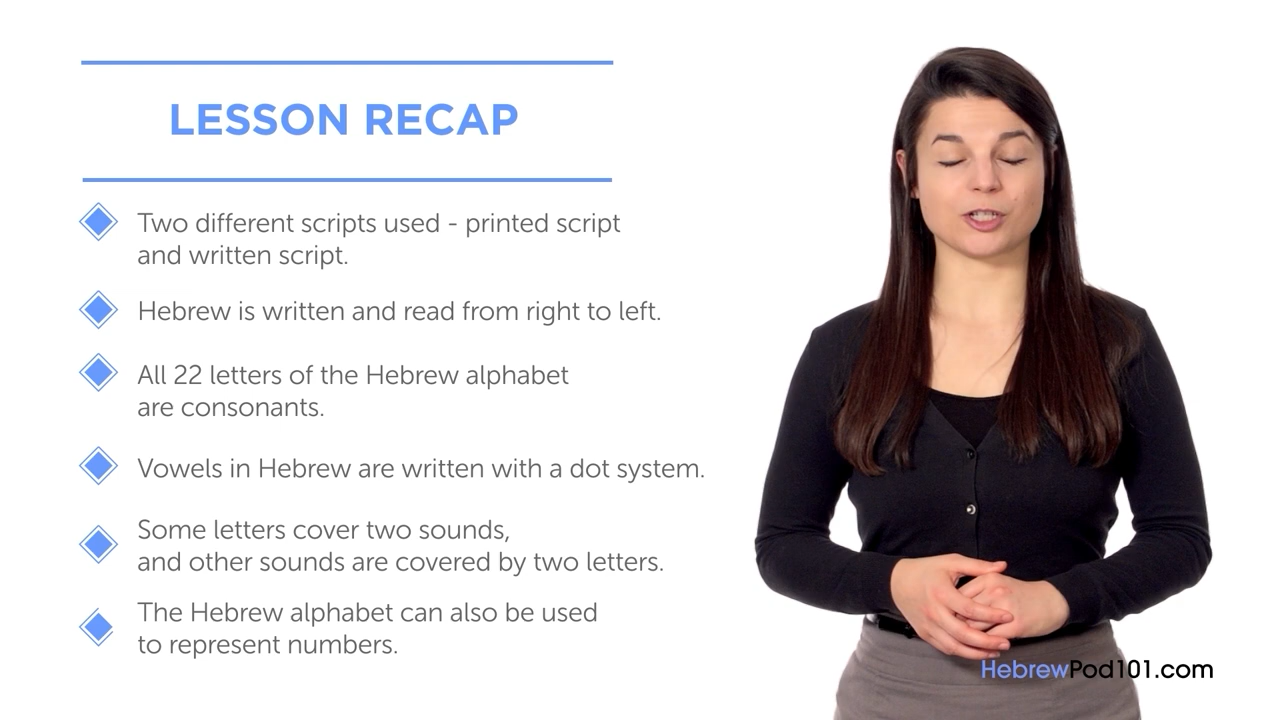 LESSON RECAP
Two different scripts used - printed script
and written script.
Hebrew is written and read from right to left.
All 22 letters of the Hebrew alphabet
are consonants.
Vowels in Hebrew are written with a dot system.
Some letters cover two sounds,
and other sounds are covered by two letters.
The Hebrew alphabet can also be used
to represent numbers.
HebrewPod101.com